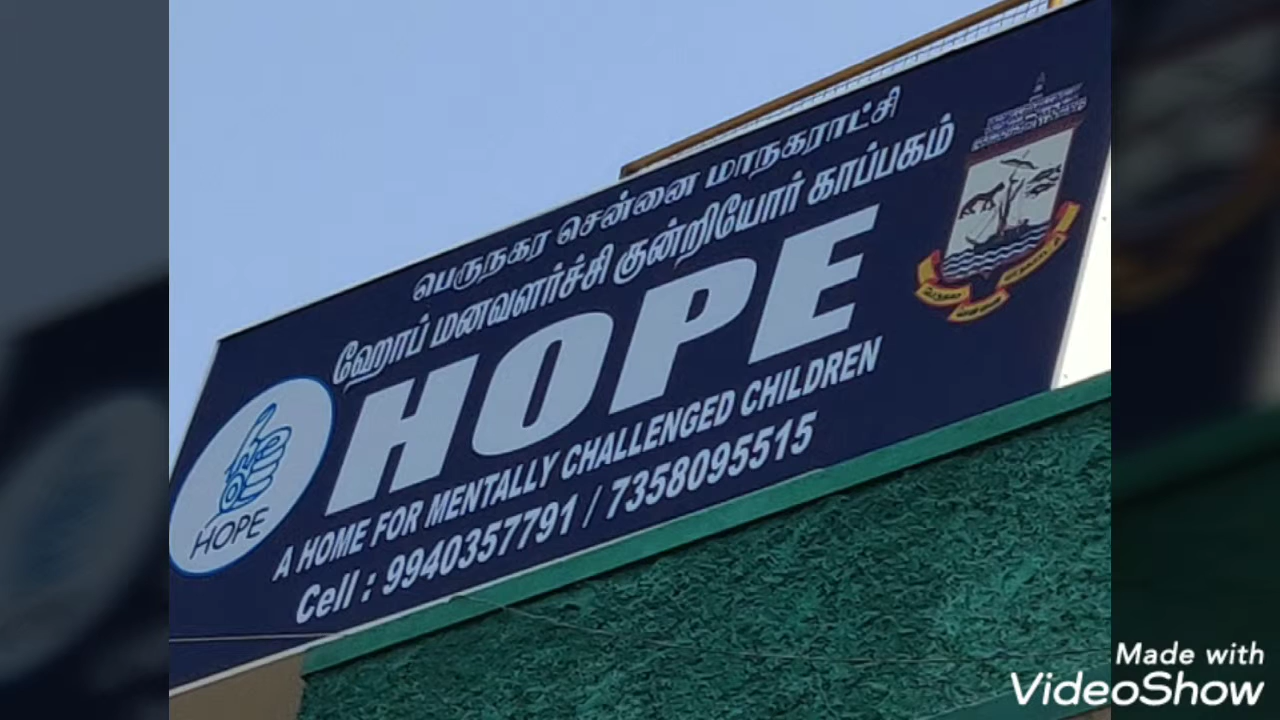 பெருநகர சென்னை மாநகராட்சி
ஹோப் மனவளர்ச்சி குன்றியோர் காப்பகம்
HOPE
A HOME FOR MENTALLY CHALLENGED CHILDREN
Cell : 9940357791 / 7358095515
HOPE
Made with
VideoShow